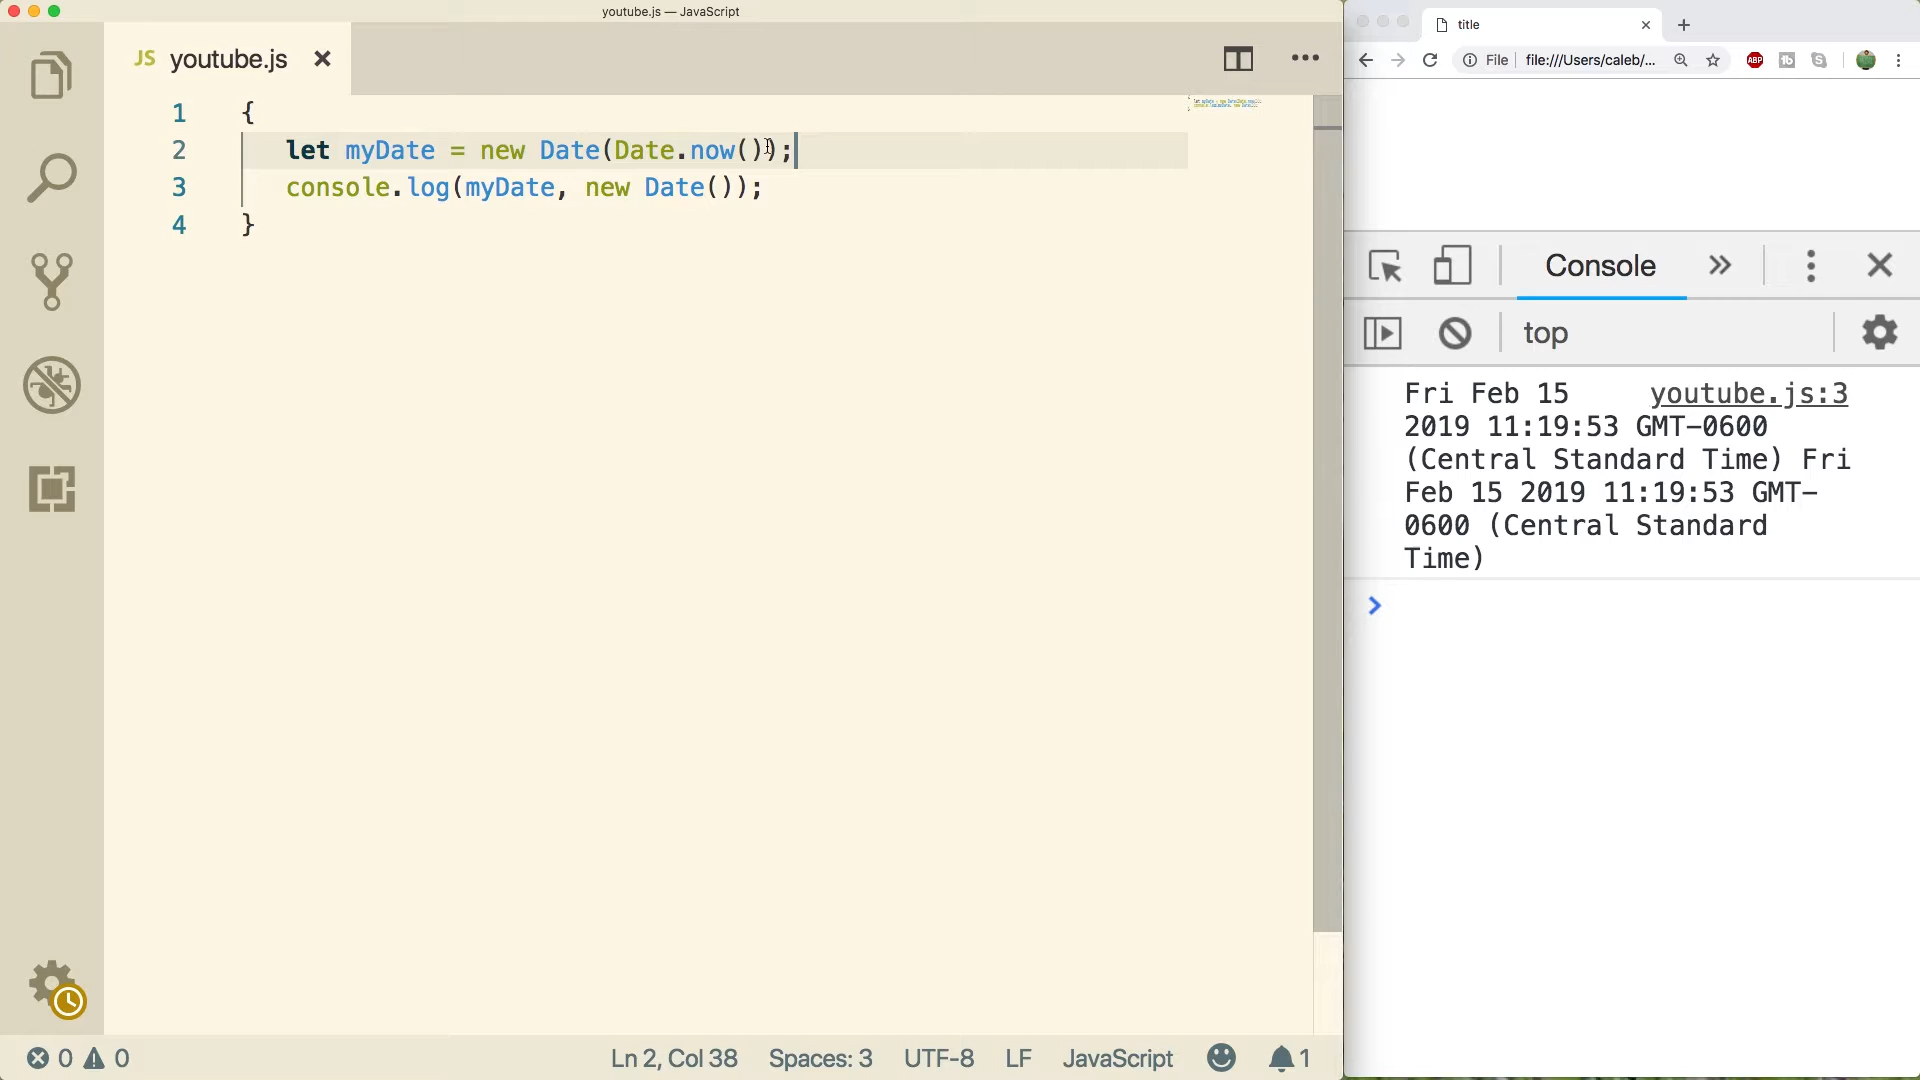 youtube.js — JavaScript
JS youtube.js
1 {
2 let myDate = new Date(Date.now());
3 console.log(myDate, new Date());
4 }
0 0 Ln 2, Col 38 Spaces: 3 UTF-8 LF JavaScript 1
title
File file:///Users/caleb/...
ABP
Console
top
Fri Feb 15 youtube.js:3
2019 11:19:53 GMT-0600
(Central Standard Time) Fri
Feb 15 2019 11:19:53 GMT-
0600 (Central Standard
Time)